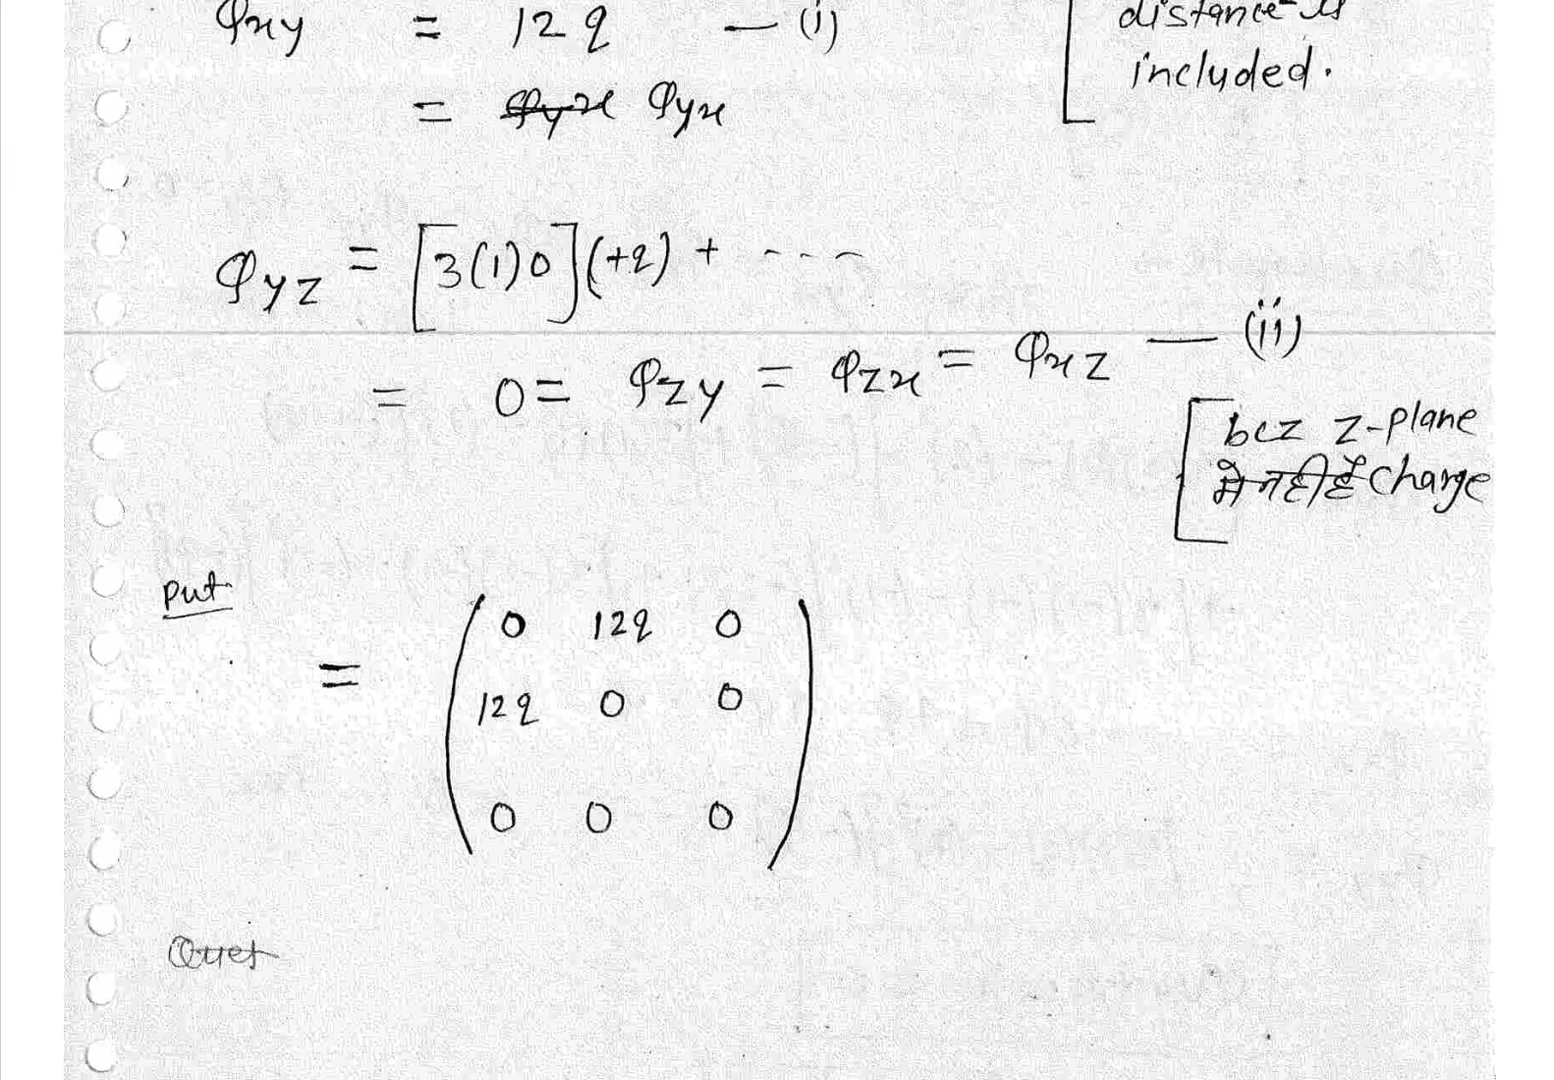 Qxy = 12q — (i)
distance is
included.
= Qyx Qyx
Qyz = [3(1)0](+q) + - - - -
= 0 = Qzy = Qzx = Qxz — (ii)
bcz z-plane
मे नही है charge
Put
= ( 0 12q 0
12q 0 0
0 0 0 )
Ques